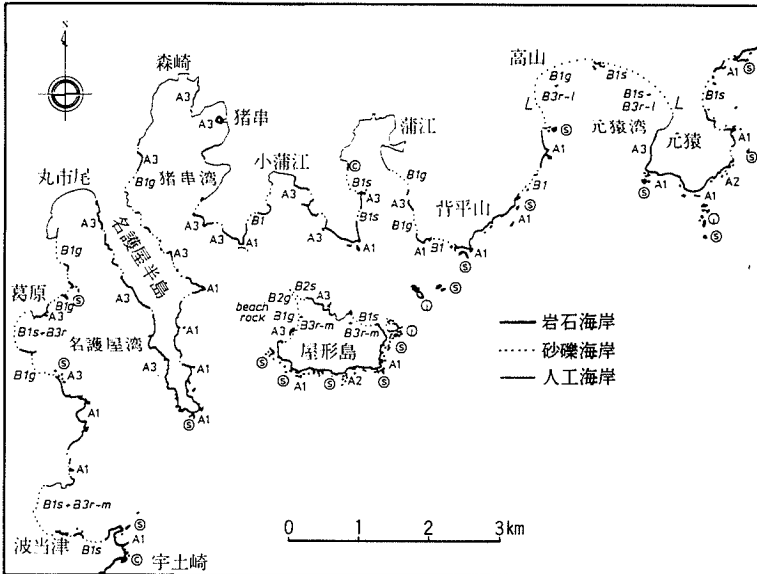 高山
森崎
B1g
B1s
A1
Ⓢ
A3
B3r-l
B1s
B3r-l
B1s
A3
猪串
蒲江
L
L
元猿湾
元猿
A1
小蒲江
Ⓒ
B1g
Ⓢ
A3
A1
丸市尾
A3
B1g
猪串湾
A3
B1s
A3
A3
B1s
背平山
B1
A1
A2
Ⓢ
A3
B1
A3
A1
B1g
A1
B1
A1
Ⓢ
A1
A1
ⓘ
Ⓢ
名護屋半島
B1g
A3
A3
Ⓢ
葛原
B1g
Ⓢ
A3
A3
A1
B2s
B2g
A3
Ⓢ
ⓘ
beach
rock
B1g
B1s
B1s+B3r
名護屋湾
A1
B3r-m
B3r-m
ⓘ
岩石海岸
A3
屋形島
Ⓢ
砂礫海岸
B1g
Ⓢ
A3
A3
A1
Ⓢ
A1
人工海岸
Ⓢ
A1
Ⓢ
A2
Ⓢ
A1
A1
Ⓢ
A1
B1s+B3r-m
Ⓢ
0 1 2 3km
波当津
B1s
A1
Ⓒ
宇土崎